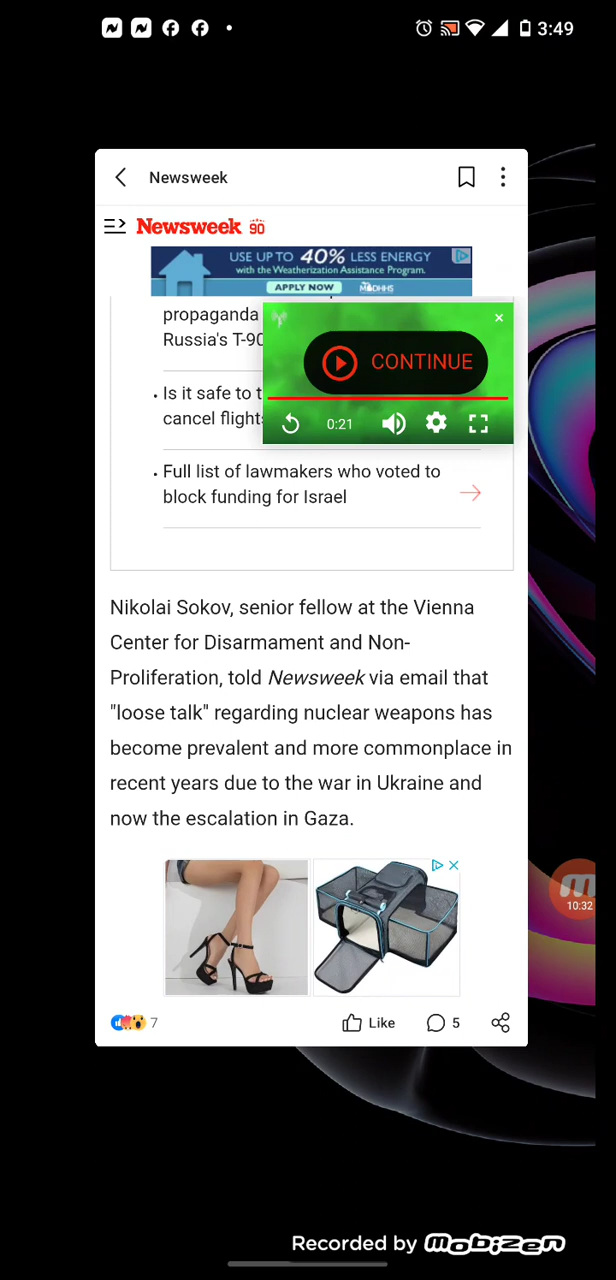 3:49
Newsweek
Newsweek 90
USE UP TO 40% LESS ENERGY
with the Weatherization Assistance Program.
APPLY NOW MDHHS
propaganda
Russia's T-90
CONTINUE
0:21
• Is it safe to t
cancel flight
• Full list of lawmakers who voted to
block funding for Israel
Nikolai Sokov, senior fellow at the Vienna
Center for Disarmament and Non-
Proliferation, told Newsweek via email that
"loose talk" regarding nuclear weapons has
become prevalent and more commonplace in
recent years due to the war in Ukraine and
now the escalation in Gaza.
10:32
7 Like 5
Recorded by mobizen